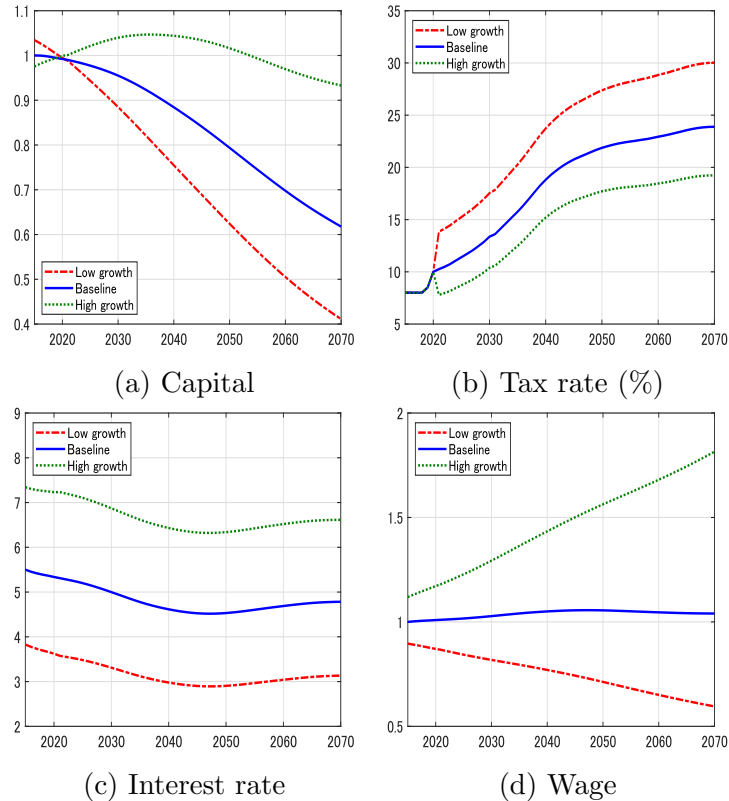 1.1
1
0.9
0.8
0.7
0.6
0.5
0.4
Low growth
Baseline
High growth
2020 2030 2040 2050 2060 2070
(a) Capital
35
30
25
20
15
10
5
Low growth
Baseline
High growth
2020 2030 2040 2050 2060 2070
(b) Tax rate (%)
9
8
7
6
5
4
3
2
Low growth
Baseline
High growth
2020 2030 2040 2050 2060 2070
(c) Interest rate
2
1.5
1
0.5
Low growth
Baseline
High growth
2020 2030 2040 2050 2060 2070
(d) Wage